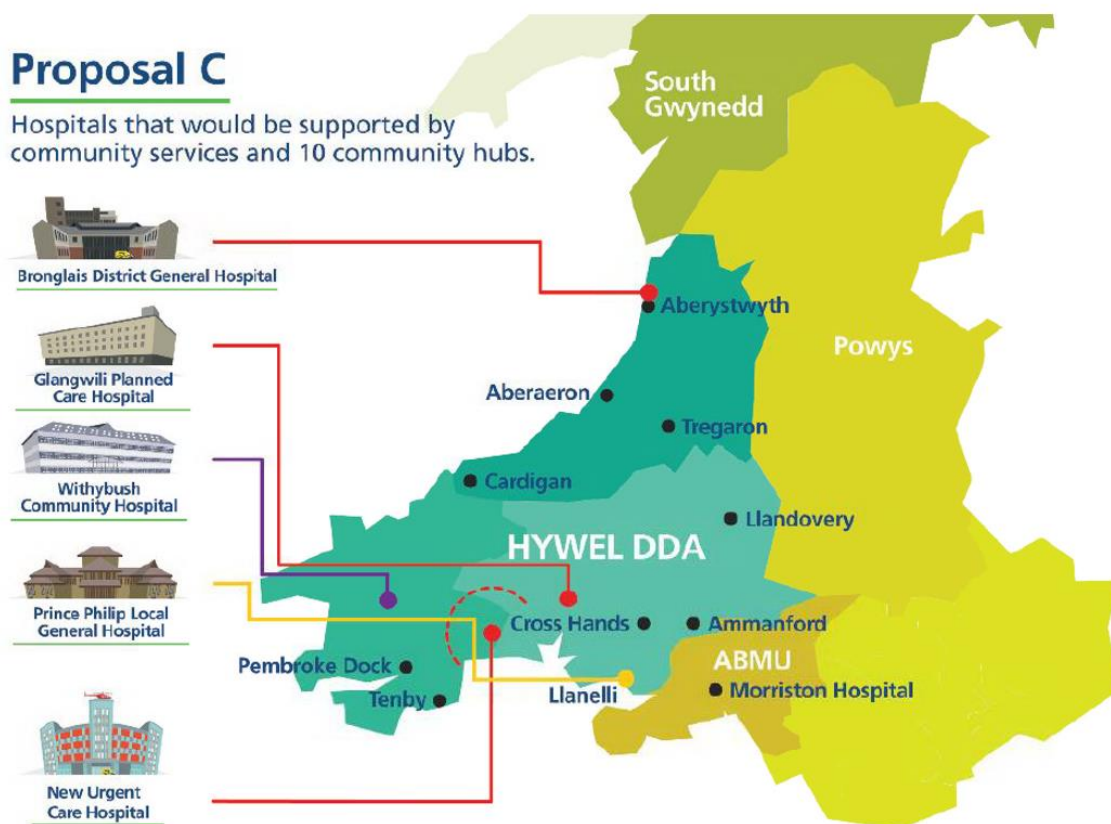 Proposal C
Hospitals that would be supported by
community services and 10 community hubs.
Bronglais District General Hospital
Glangwili Planned
Care Hospital
Withybush
Community Hospital
Prince Philip Local
General Hospital
New Urgent
Care Hospital
South
Gwynedd
Aberystwyth
Powys
Aberaeron
Tregaron
Cardigan
Llandovery
HYWEL DDA
Cross Hands
Ammanford
Pembroke Dock
ABMU
Llanelli
Morriston Hospital
Tenby